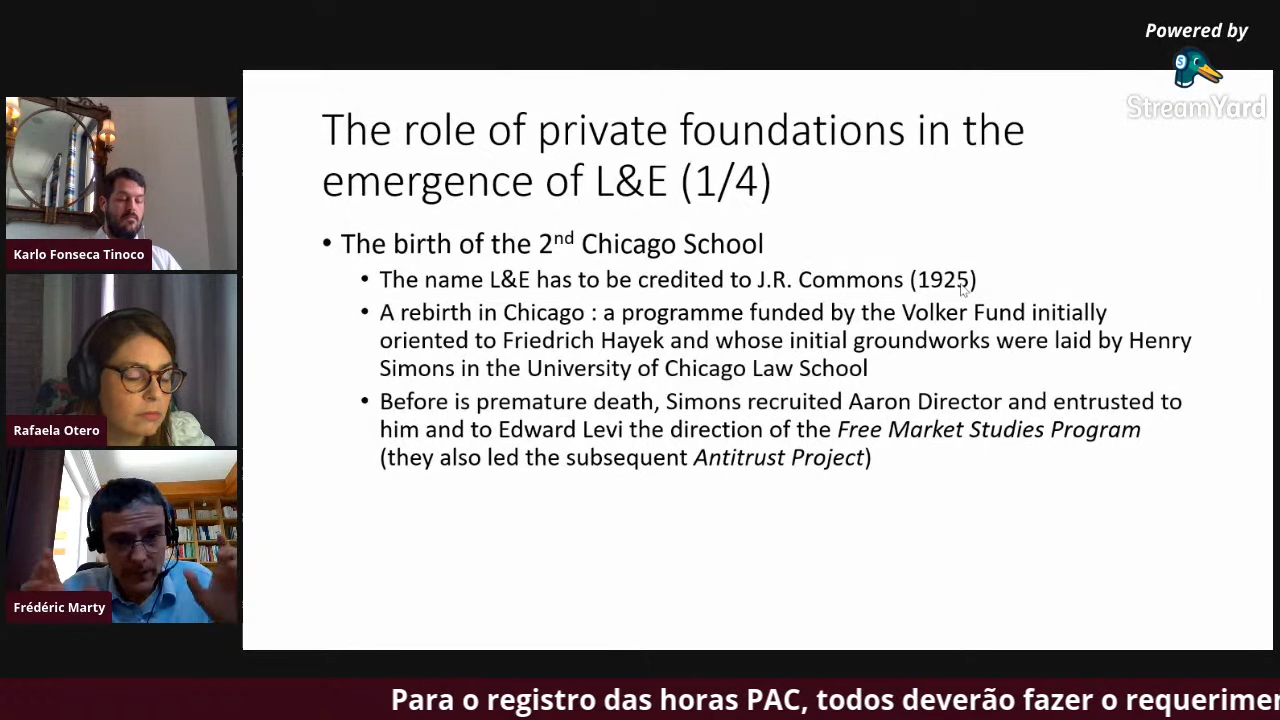 Powered by
StreamYard
The role of private foundations in the
emergence of L&E (1/4)
• The birth of the 2nd Chicago School
• The name L&E has to be credited to J.R. Commons (1925)
• A rebirth in Chicago : a programme funded by the Volker Fund initially
oriented to Friedrich Hayek and whose initial groundworks were laid by Henry
Simons in the University of Chicago Law School
• Before is premature death, Simons recruited Aaron Director and entrusted to
him and to Edward Levi the direction of the Free Market Studies Program
(they also led the subsequent Antitrust Project)
Karlo Fonseca Tinoco
Rafaela Otero
Frédéric Marty
Para o registro das horas PAC, todos deverão fazer o requerimen